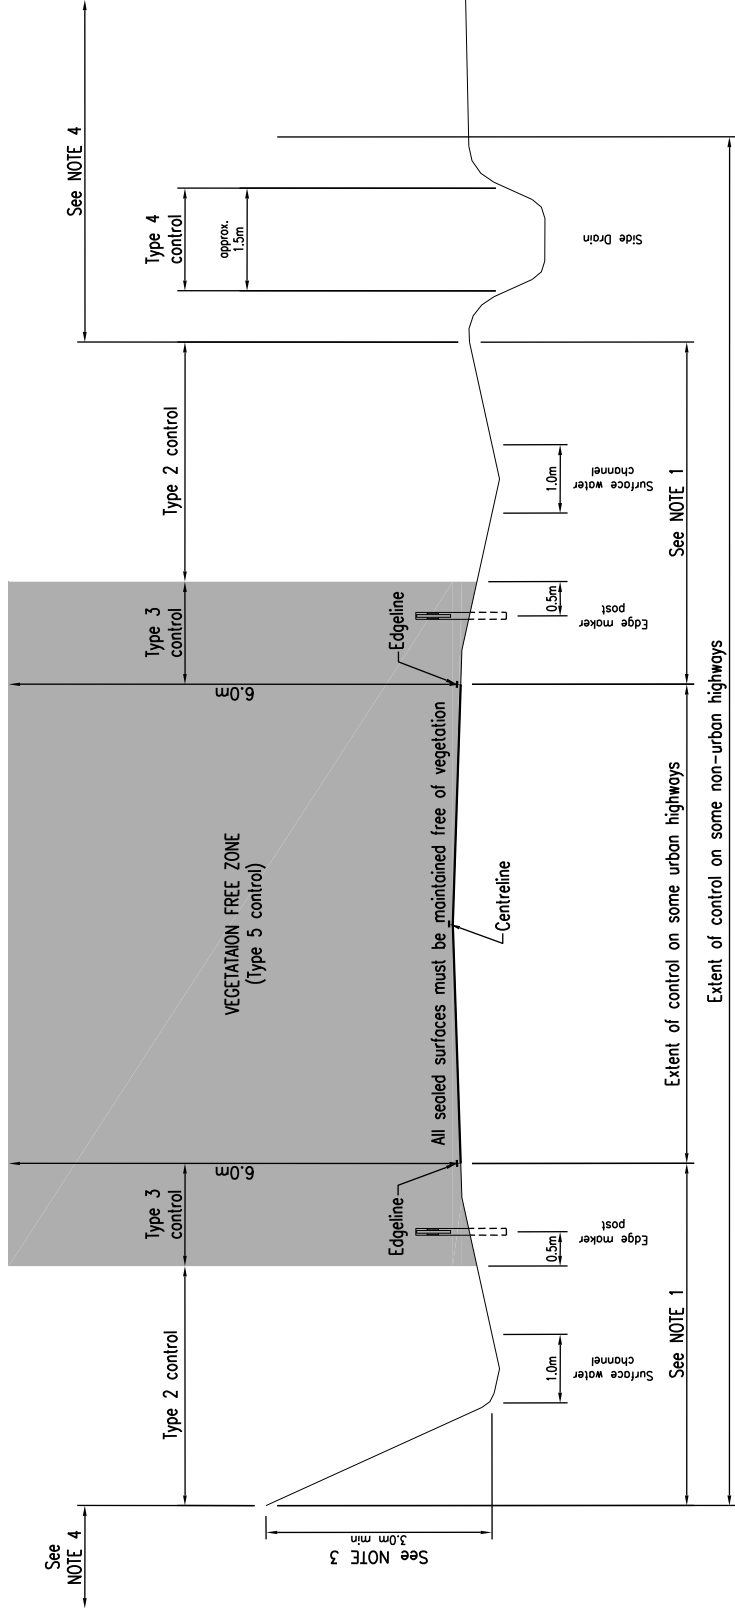 See
NOTE 4
Type 2 control
Type 3
control
6.0m
VEGETATAION FREE ZONE
(Type 5 control)
6.0m
Type 3
control
Type 2 control
See NOTE 4
Type 4
control
approx.
1.5m
See NOTE 3
3.0m min
Edgeline
All sealed surfaces must be maintained free of vegetation
Edgeline
Centreline
1.0m
Surface water
channel
0.5m
Edge maker
post
0.5m
Edge maker
post
1.0m
Surface water
channel
Side Drain
See NOTE 1
Extent of control on some urban highways
See NOTE 1
Extent of control on some non-urban highways